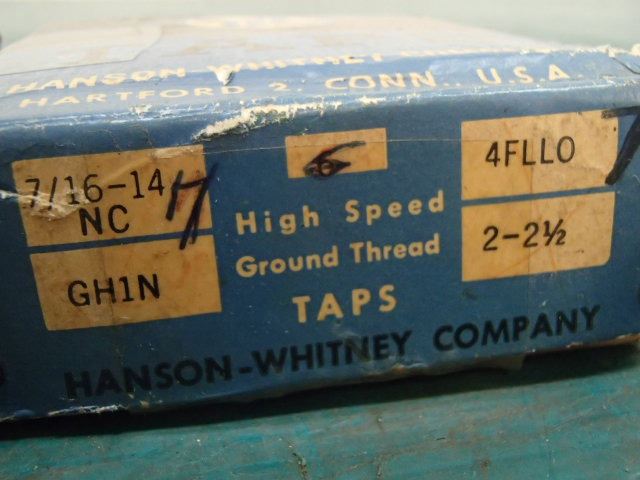 HANSON-WHITNEY
HARTFORD 2, CONN., U.S.A.
7/16-14
NC
H
6
4FLLO
7
High Speed
Ground Thread
TAPS
GH1N
2-2½
HANSON-WHITNEY COMPANY